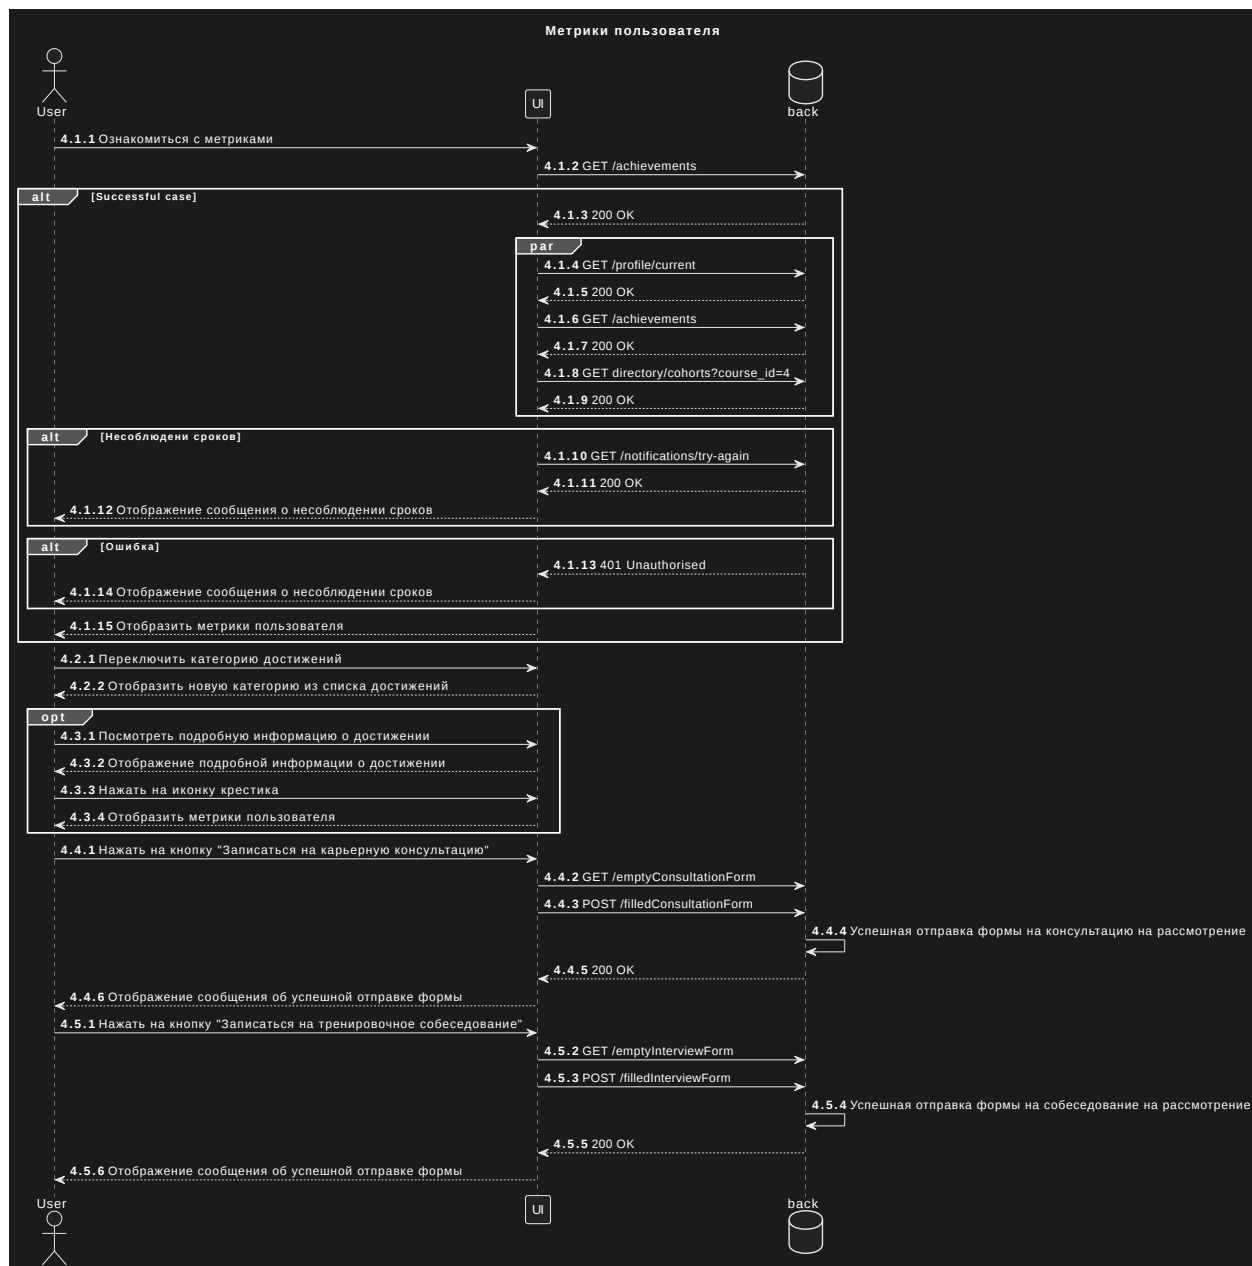 Метрики пользователя
User
UI
back
4.1.1 Ознакомиться с метриками
4.1.2 GET /achievements
alt [Successful case]
4.1.3 200 OK
par
4.1.4 GET /profile/current
4.1.5 200 OK
4.1.6 GET /achievements
4.1.7 200 OK
4.1.8 GET directory/cohorts?course_id=4
4.1.9 200 OK
alt [Несоблюдени сроков]
4.1.10 GET /notifications/try-again
4.1.11 200 OK
4.1.12 Отображение сообщения о несоблюдении сроков
alt [Ошибка]
4.1.13 401 Unauthorised
4.1.14 Отображение сообщения о несоблюдении сроков
4.1.15 Отобразить метрики пользователя
4.2.1 Переключить категорию достижений
4.2.2 Отобразить новую категорию из списка достижений
opt
4.3.1 Посмотреть подробную информацию о достижении
4.3.2 Отображение подробной информации о достижении
4.3.3 Нажать на иконку крестика
4.3.4 Отобразить метрики пользователя
4.4.1 Нажать на кнопку "Записаться на карьерную консультацию"
4.4.2 GET /emptyConsultationForm
4.4.3 POST /filledConsultationForm
4.4.4 Успешная отправка формы на консультацию на рассмотрение
4.4.5 200 OK
4.4.6 Отображение сообщения об успешной отправке формы
4.5.1 Нажать на кнопку "Записаться на тренировочное собеседование"
4.5.2 GET /emptyInterviewForm
4.5.3 POST /filledInterviewForm
4.5.4 Успешная отправка формы на собеседование на рассмотрение
4.5.5 200 OK
4.5.6 Отображение сообщения об успешной отправке формы
User
UI
back